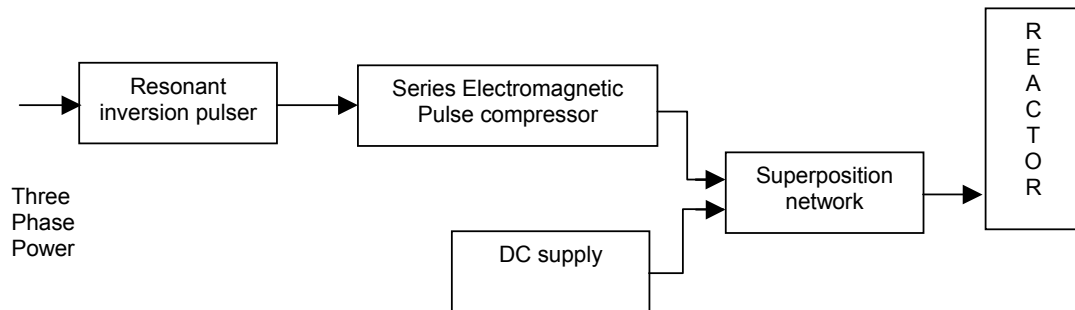 Resonant
inversion pulser
Series Electromagnetic
Pulse compressor
R
E
A
C
T
O
R
Three
Phase
Power
Superposition
network
DC supply